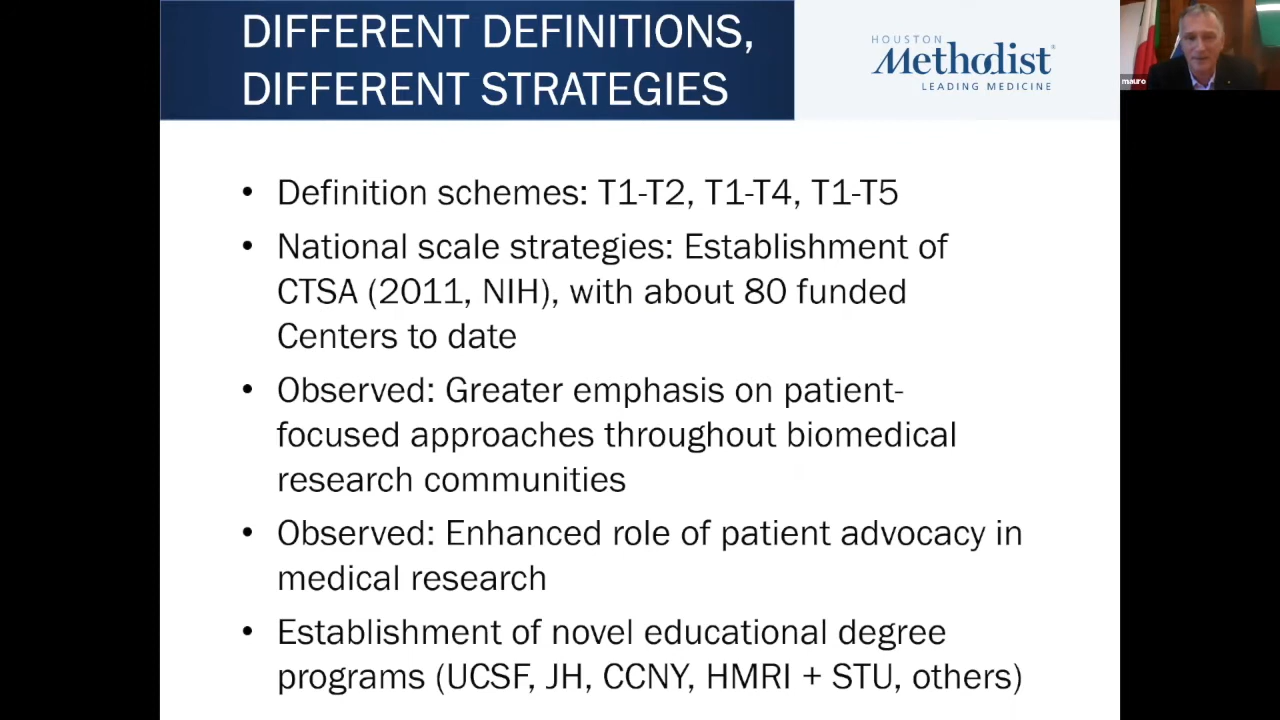 DIFFERENT DEFINITIONS,
DIFFERENT STRATEGIES
HOUSTON
Methodist®
LEADING MEDICINE
mauro
• Definition schemes: T1-T2, T1-T4, T1-T5
• National scale strategies: Establishment of
CTSA (2011, NIH), with about 80 funded
Centers to date
• Observed: Greater emphasis on patient-
focused approaches throughout biomedical
research communities
• Observed: Enhanced role of patient advocacy in
medical research
• Establishment of novel educational degree
programs (UCSF, JH, CCNY, HMRI + STU, others)